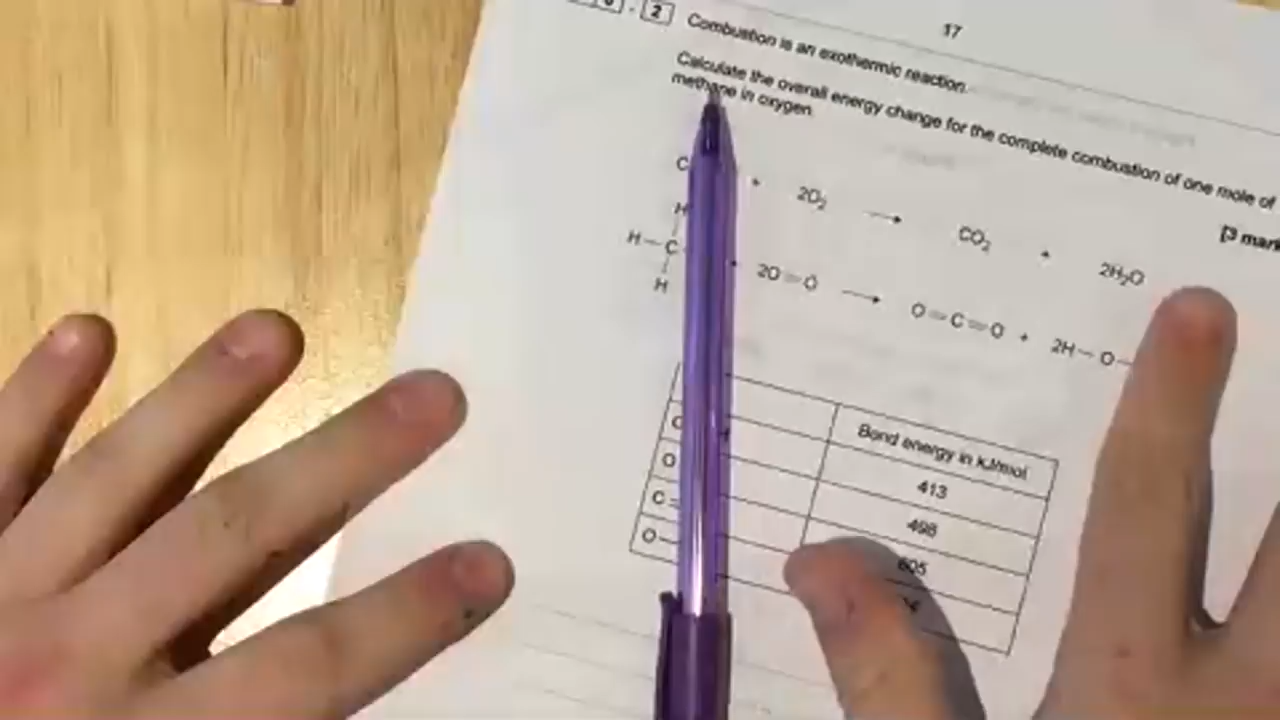 17
2 Combustion is an exothermic reaction.
Calculate the overall energy change for the complete combustion of one mole of
methane in oxygen.
[3 mark
C + 2O₂ → CO₂ + 2H₂O
H
H–C 2O=O → O=C=O + 2H–O–
H
Bond energy in kJ/mol
C H 413
O 498
C= 805
O–